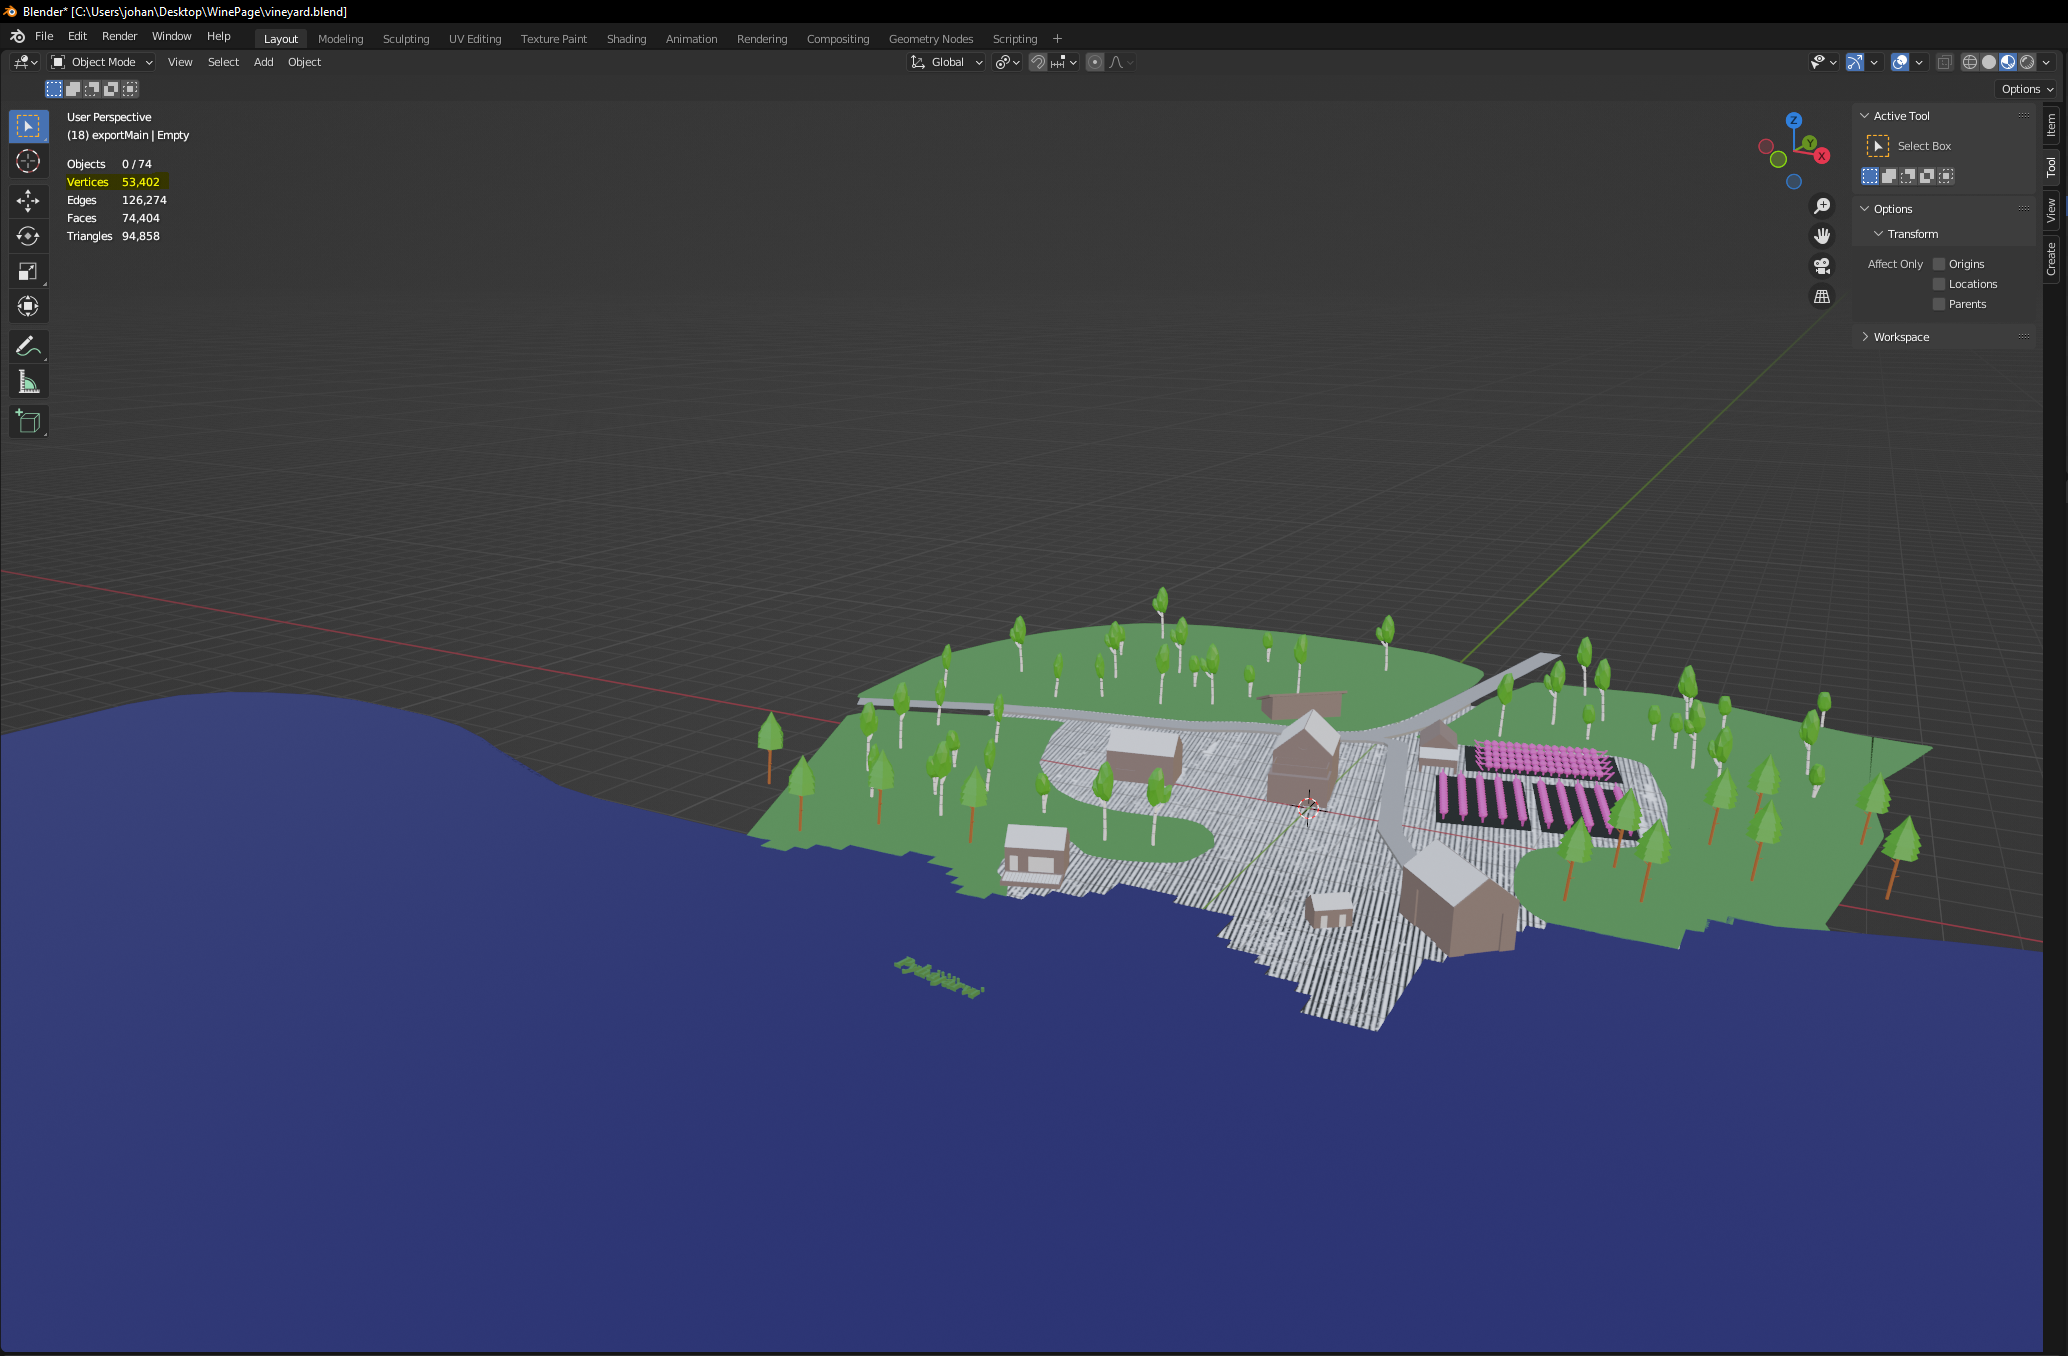 Blender* [C:\Users\johan\Desktop\WinePage\vineyard.blend]
File Edit Render Window Help Layout Modeling Sculpting UV Editing Texture Paint Shading Animation Rendering Compositing Geometry Nodes Scripting +
Object Mode View Select Add Object Global
Options
User Perspective
(18) exportMain | Empty
Objects 0 / 74
Vertices 53,402
Edges 126,274
Faces 74,404
Triangles 94,858
Z
Y
X
Active Tool
Select Box
Options
Transform
Affect Only Origins
Locations
Parents
Workspace
Item
Tool
View
Create